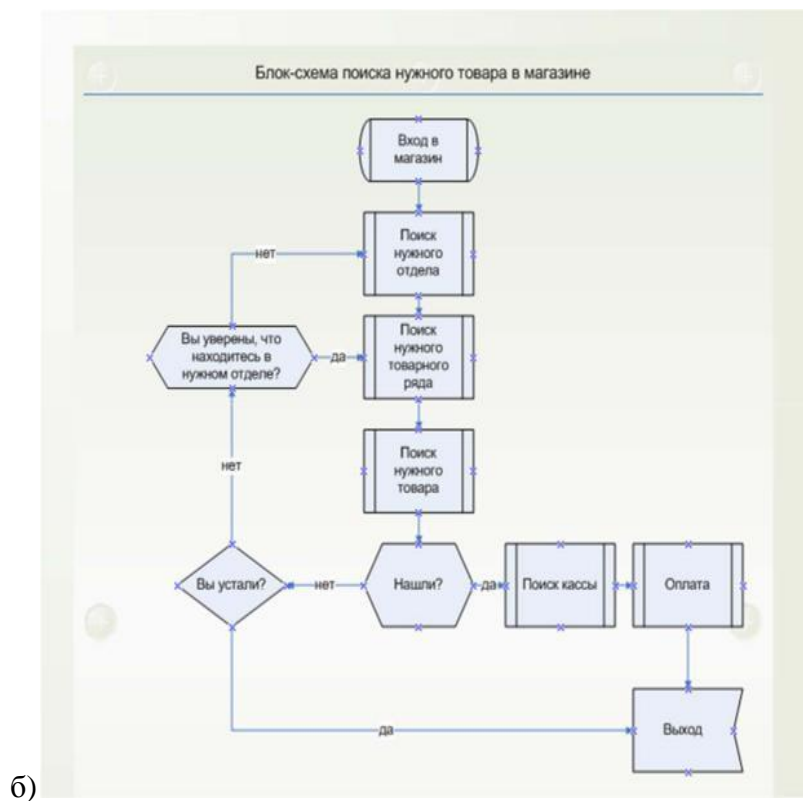 Блок-схема поиска нужного товара в магазине
Вход в
магазин
нет
Поиск
нужного
отдела
Вы уверены, что
находитесь в
нужном отделе?
да
Поиск
нужного
товарного
ряда
нет
Поиск
нужного
товара
Вы устали?
нет
Нашли?
да
Поиск кассы
Оплата
да
Выход
б)